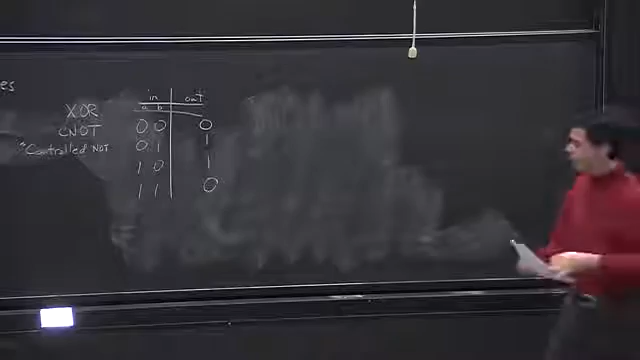 es
in out
XOR a b
CNOT 0 0 0
"Controlled NOT 0 1 1
1 0 1
1 1 0